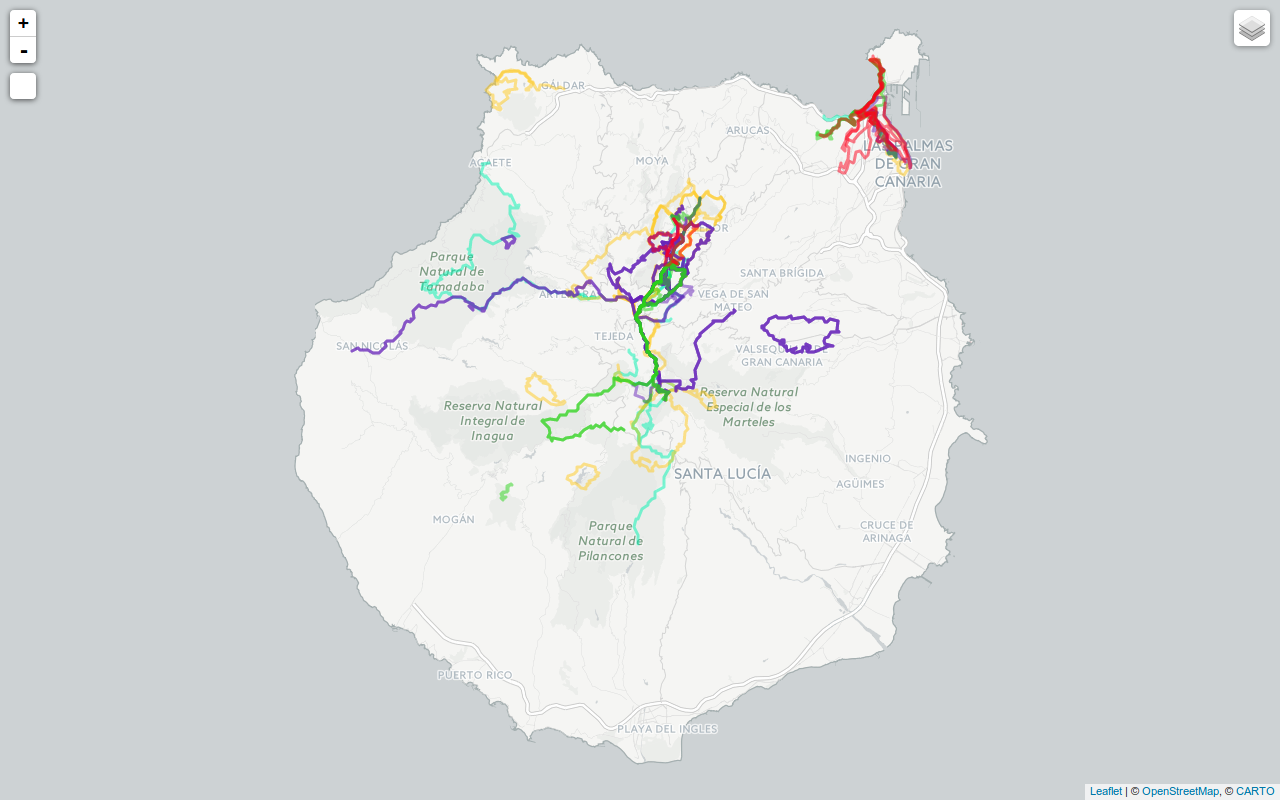 +
-
GÁLDAR
ARUCAS
LAS PALMAS
DE GRAN
CANARIA
AGAETE
MOYA
Parque
Natural de
Tamadaba
SANTA BRÍGIDA
VEGA DE SAN
MATEO
TEJEDA
SAN NICOLÁS
VALSEQUILLO DE
GRAN CANARIA
Reserva Natural
Integral de
Inagua
Reserva Natural
Especial de los
Marteles
INGENIO
SANTA LUCÍA
AGÜIMES
MOGÁN
Parque
Natural de
Pilancones
CRUCE DE
ARINAGA
PUERTO RICO
PLAYA DEL INGLES
Leaflet | © OpenStreetMap, © CARTO